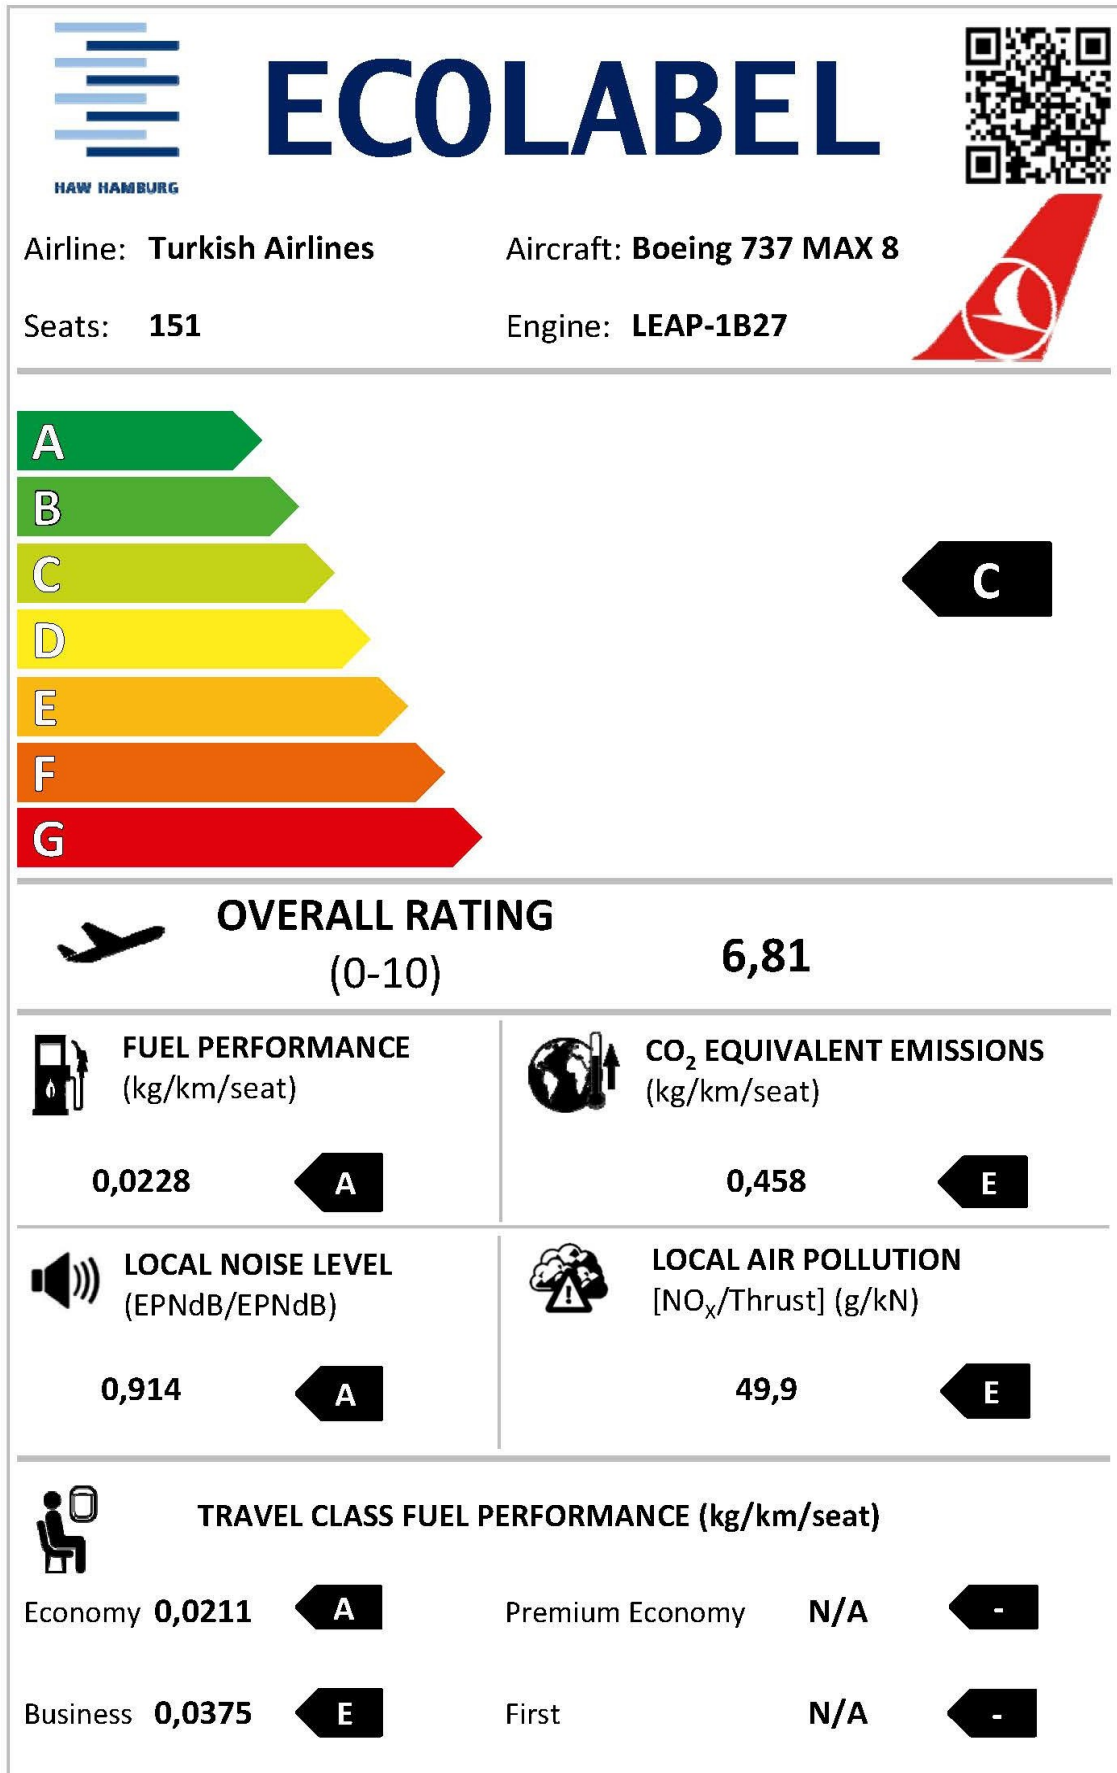 HAW HAMBURG
ECOLABEL
Airline: Turkish Airlines
Aircraft: Boeing 737 MAX 8
Seats: 151
Engine: LEAP-1B27
A
B
C
C
D
E
F
G
OVERALL RATING
(0-10)
6,81
FUEL PERFORMANCE
(kg/km/seat)
0,0228 A
CO₂ EQUIVALENT EMISSIONS
(kg/km/seat)
0,458 E
LOCAL NOISE LEVEL
(EPNdB/EPNdB)
0,914 A
LOCAL AIR POLLUTION
[NOₓ/Thrust] (g/kN)
49,9 E
TRAVEL CLASS FUEL PERFORMANCE (kg/km/seat)
Economy 0,0211 A
Premium Economy N/A -
Business 0,0375 E
First N/A -